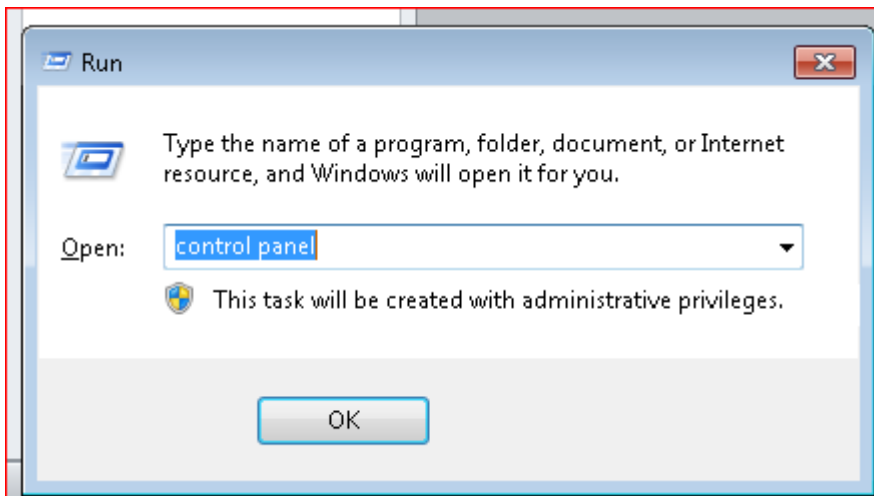 Run
Type the name of a program, folder, document, or Internet
resource, and Windows will open it for you.
Open: control panel
This task will be created with administrative privileges.
OK